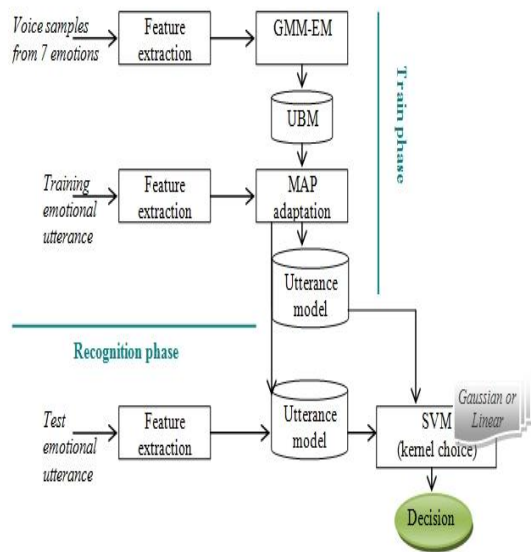 Voice samples
from 7 emotions
Feature
extraction
GMM-EM
UBM
Train phase
Training
emotional
utterance
Feature
extraction
MAP
adaptation
Utterance
model
Recognition phase
Test
emotional
utterance
Feature
extraction
Utterance
model
SVM
(kernel choice)
Gaussian or
Linear
Decision